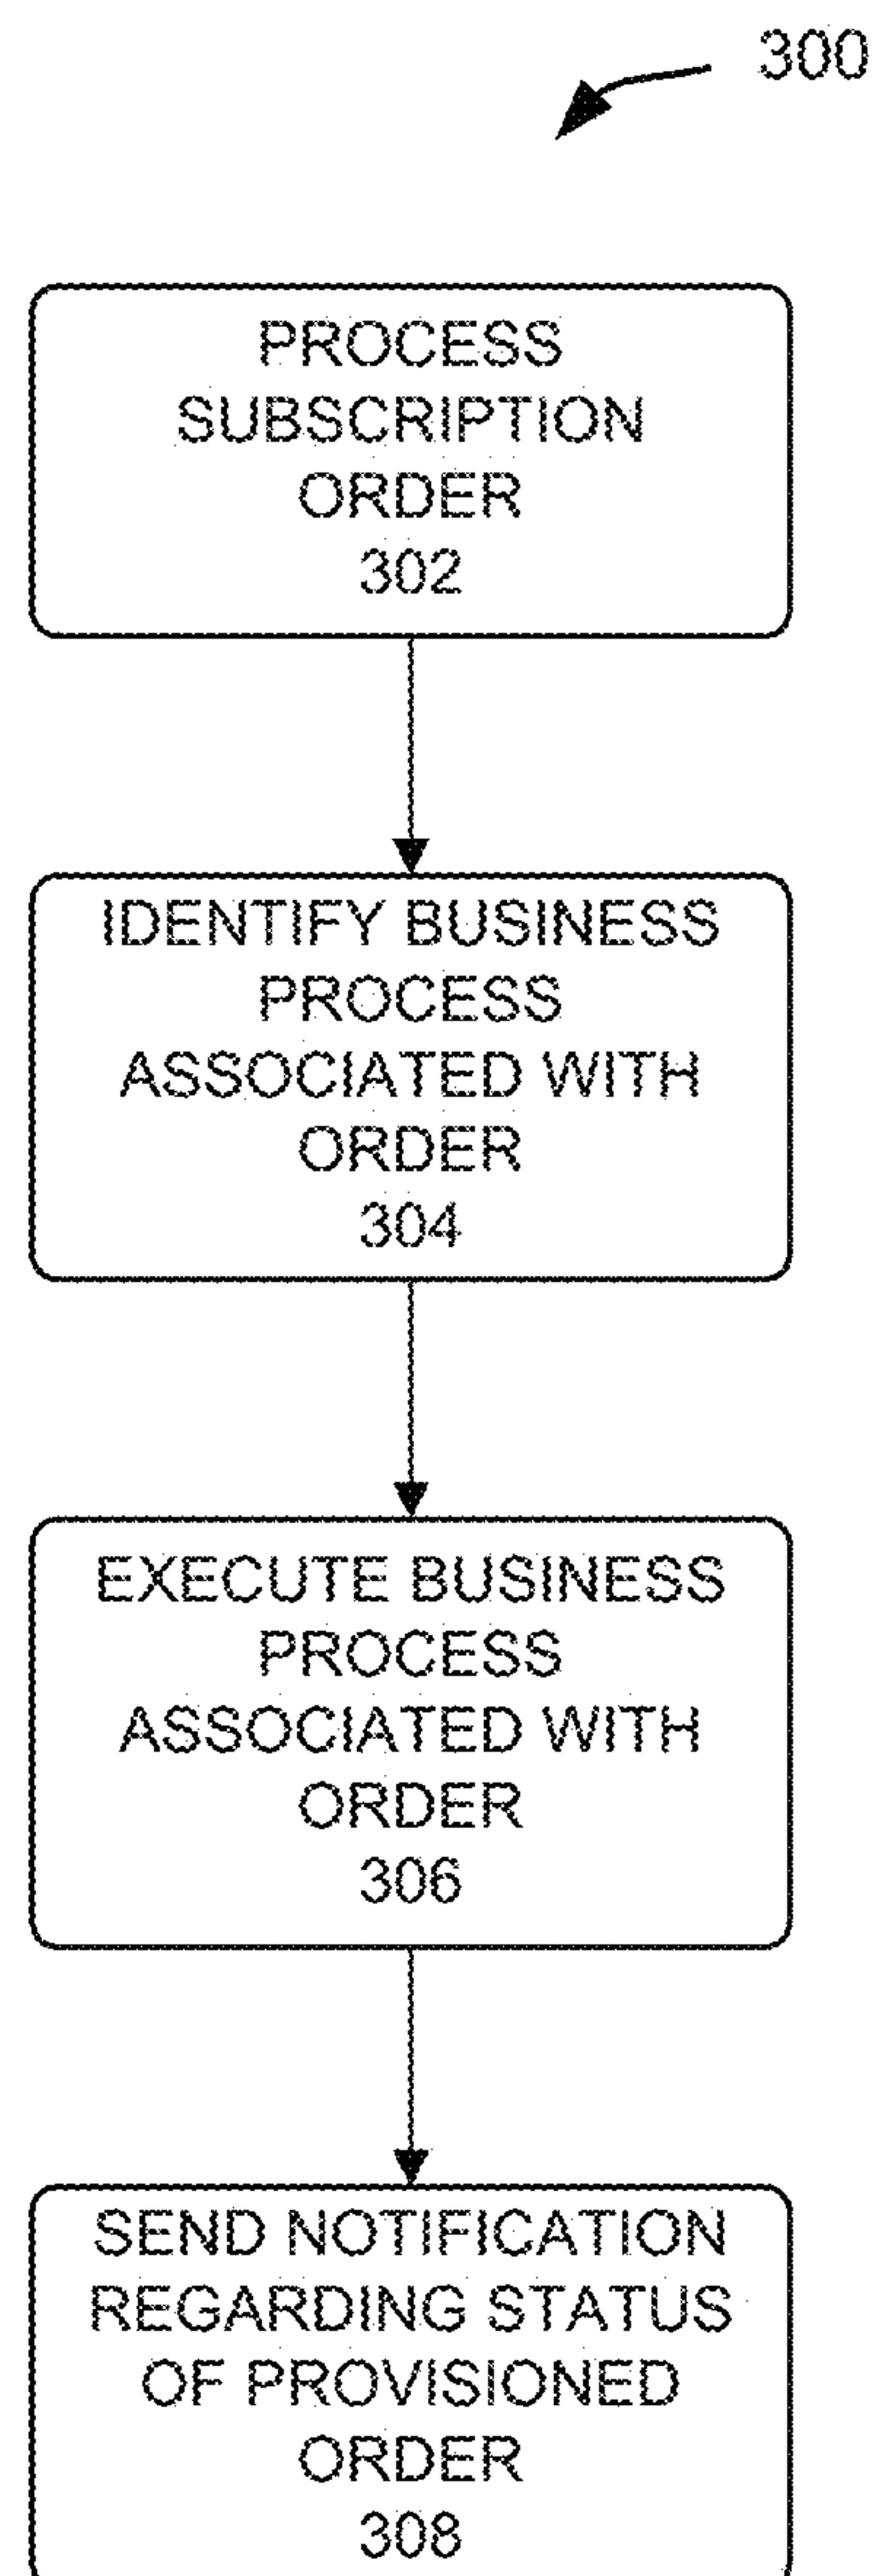 300
PROCESS
SUBSCRIPTION
ORDER
302
IDENTIFY BUSINESS
PROCESS
ASSOCIATED WITH
ORDER
304
EXECUTE BUSINESS
PROCESS
ASSOCIATED WITH
ORDER
306
SEND NOTIFICATION
REGARDING STATUS
OF PROVISIONED
ORDER
308